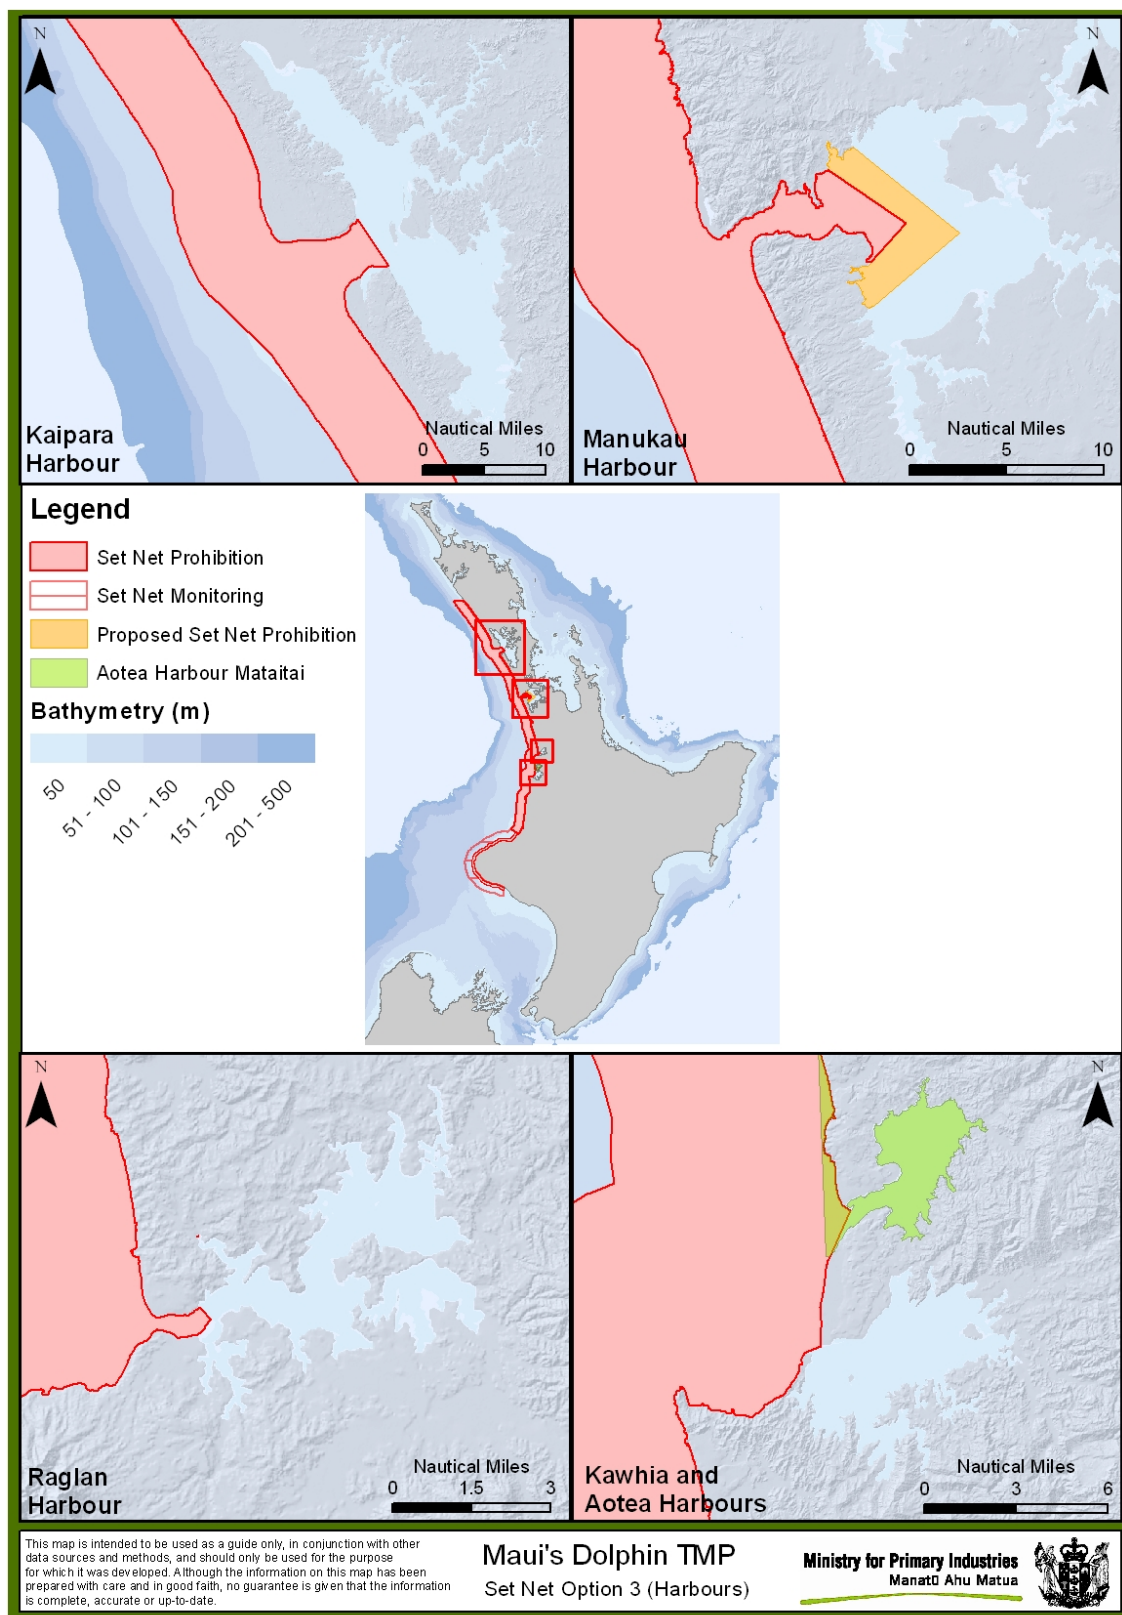 N
N
Kaipara
Harbour
Nautical Miles
0 5 10
Manukau
Harbour
Nautical Miles
0 5 10
Legend
Set Net Prohibition
Set Net Monitoring
Proposed Set Net Prohibition
Aotea Harbour Mataitai
Bathymetry (m)
50
51 - 100
101 - 150
151 - 200
201 - 500
N
N
Raglan
Harbour
Nautical Miles
0 1.5 3
Kawhia and
Aotea Harbours
Nautical Miles
0 3 6
This map is intended to be used as a guide only, in conjunction with other
data sources and methods, and should only be used for the purpose
for which it was developed. Although the information on this map has been
prepared with care and in good faith, no guarantee is given that the information
is complete, accurate or up-to-date.
Maui's Dolphin TMP
Set Net Option 3 (Harbours)
Ministry for Primary Industries
Manat▯ Ahu Matua